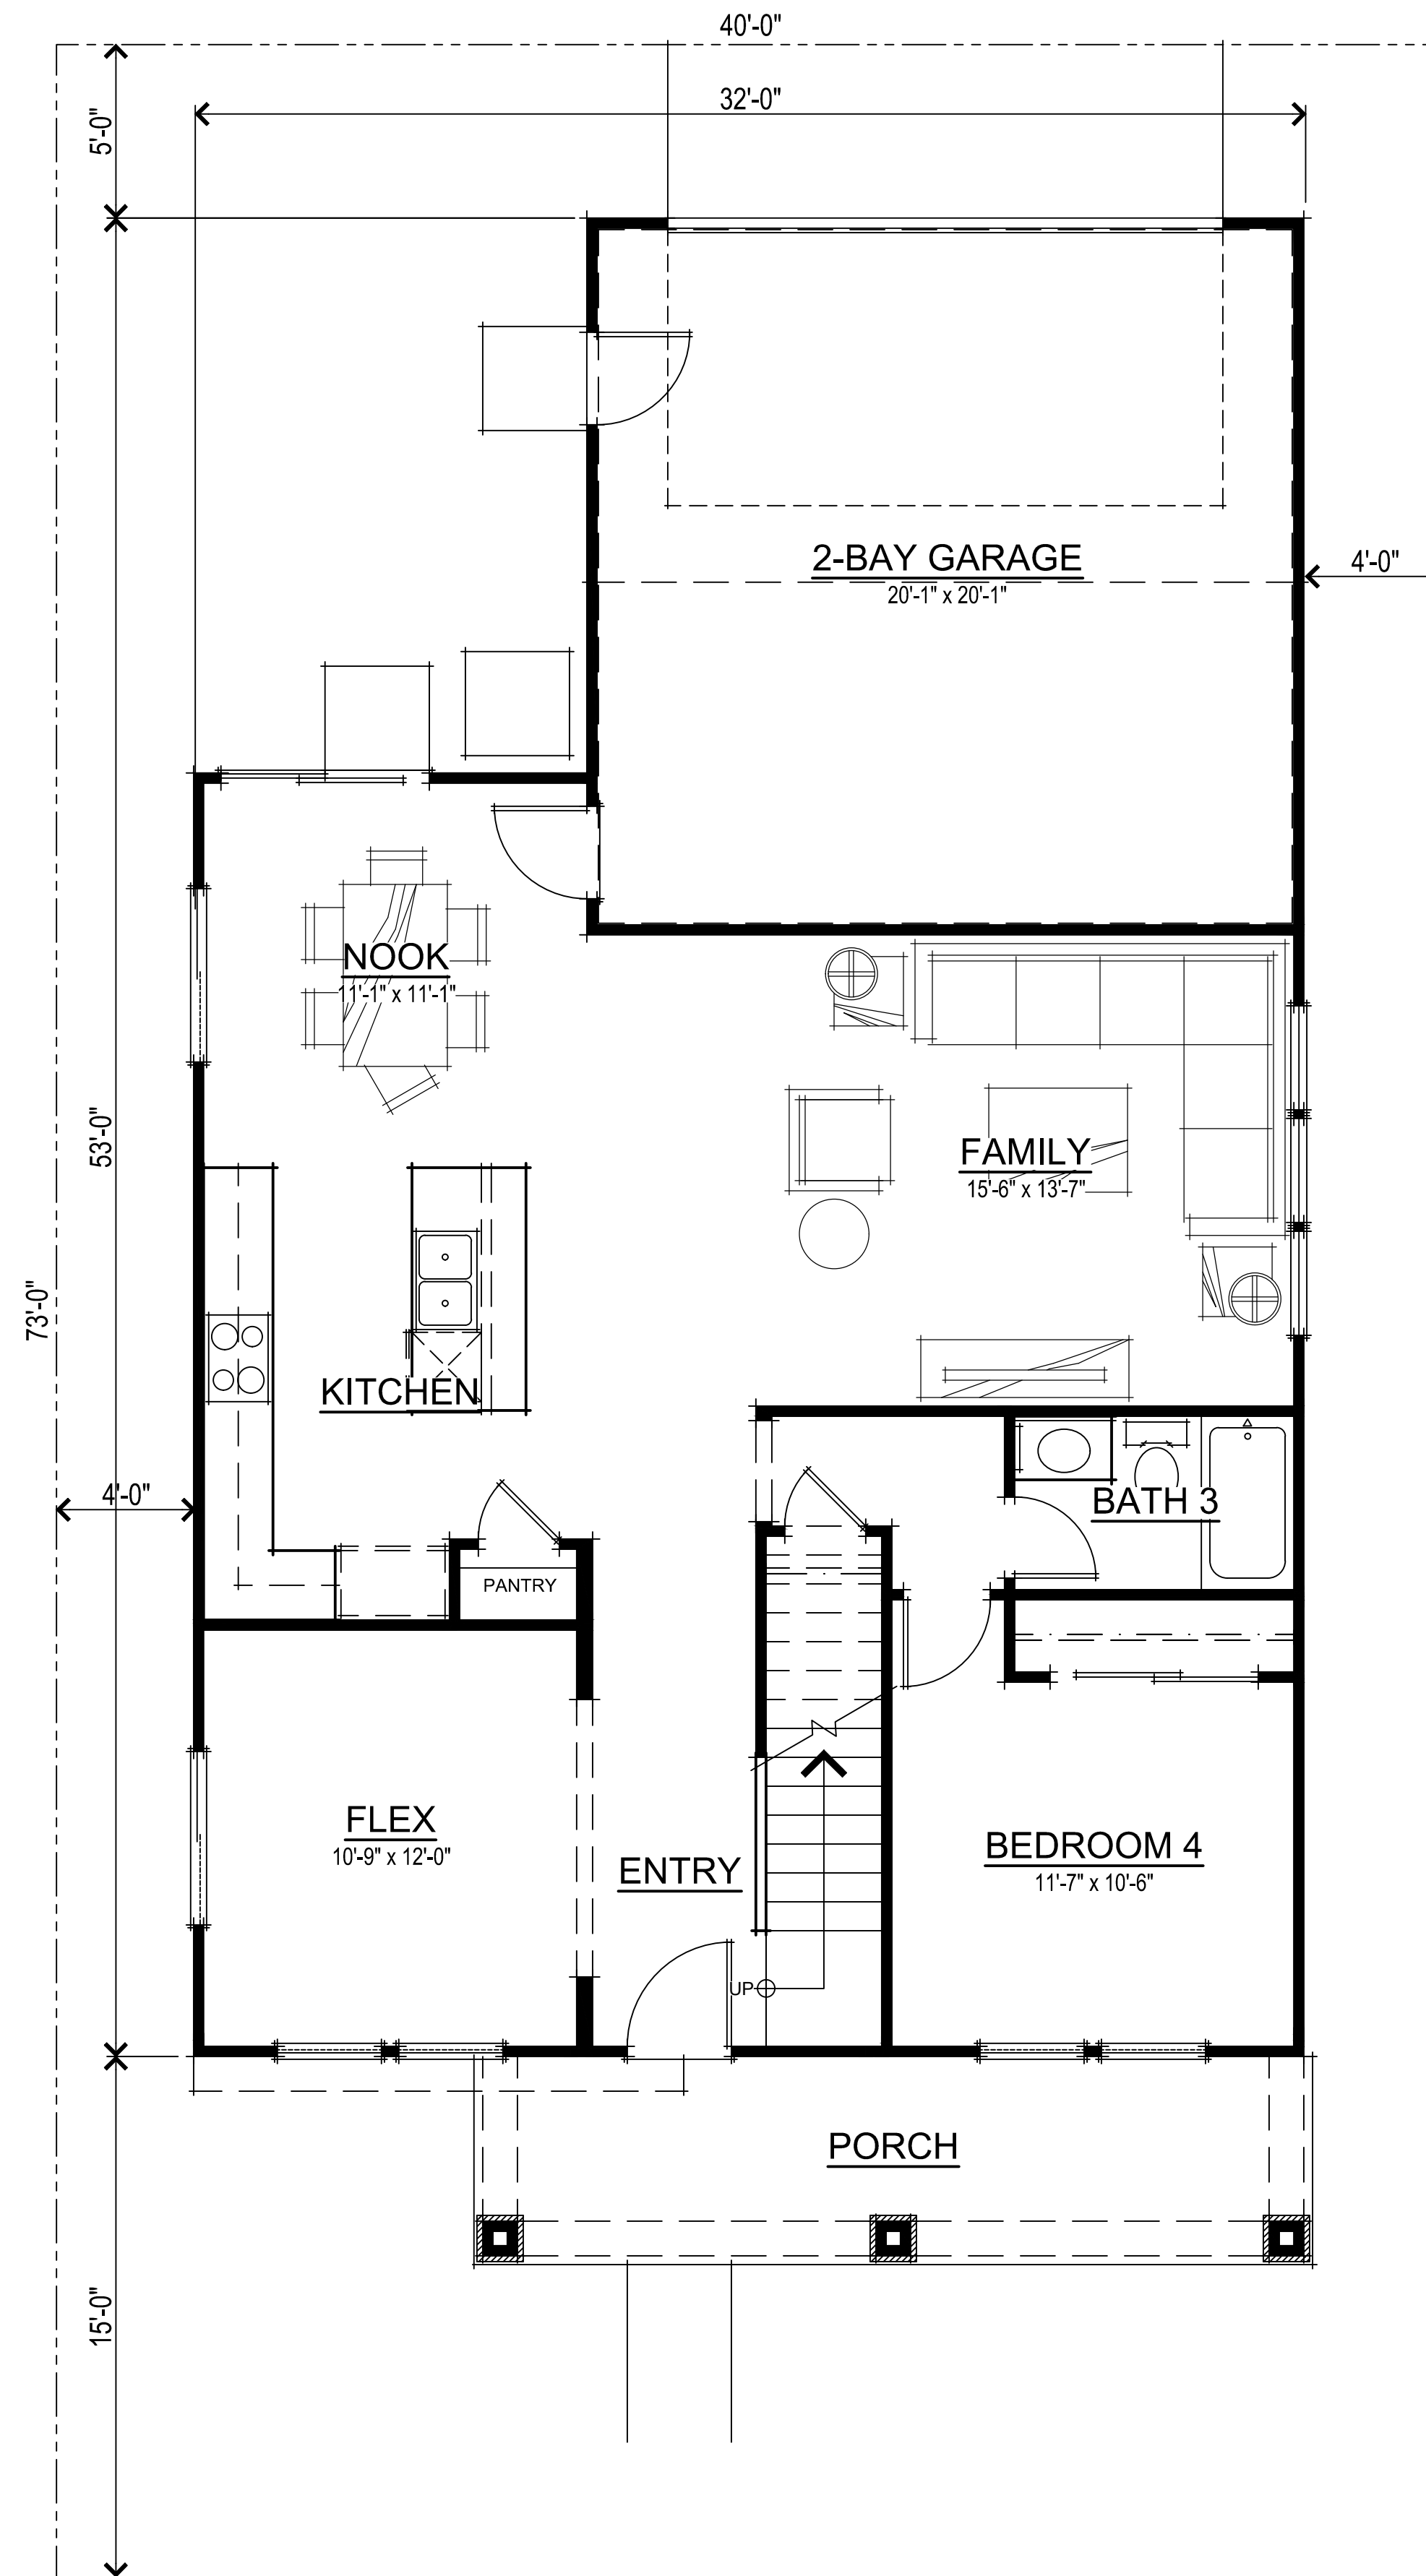 40'-0"
32'-0"
5'-0"
2-BAY GARAGE
20'-1" x 20'-1"
4'-0"
NOOK
11'-1" x 11'-1"
53'-0"
FAMILY
15'-6" x 13'-7"
73'-0"
KITCHEN
4'-0"
BATH 3
PANTRY
FLEX
10'-9" x 12'-0"
ENTRY
BEDROOM 4
11'-7" x 10'-6"
UP
PORCH
15'-0"